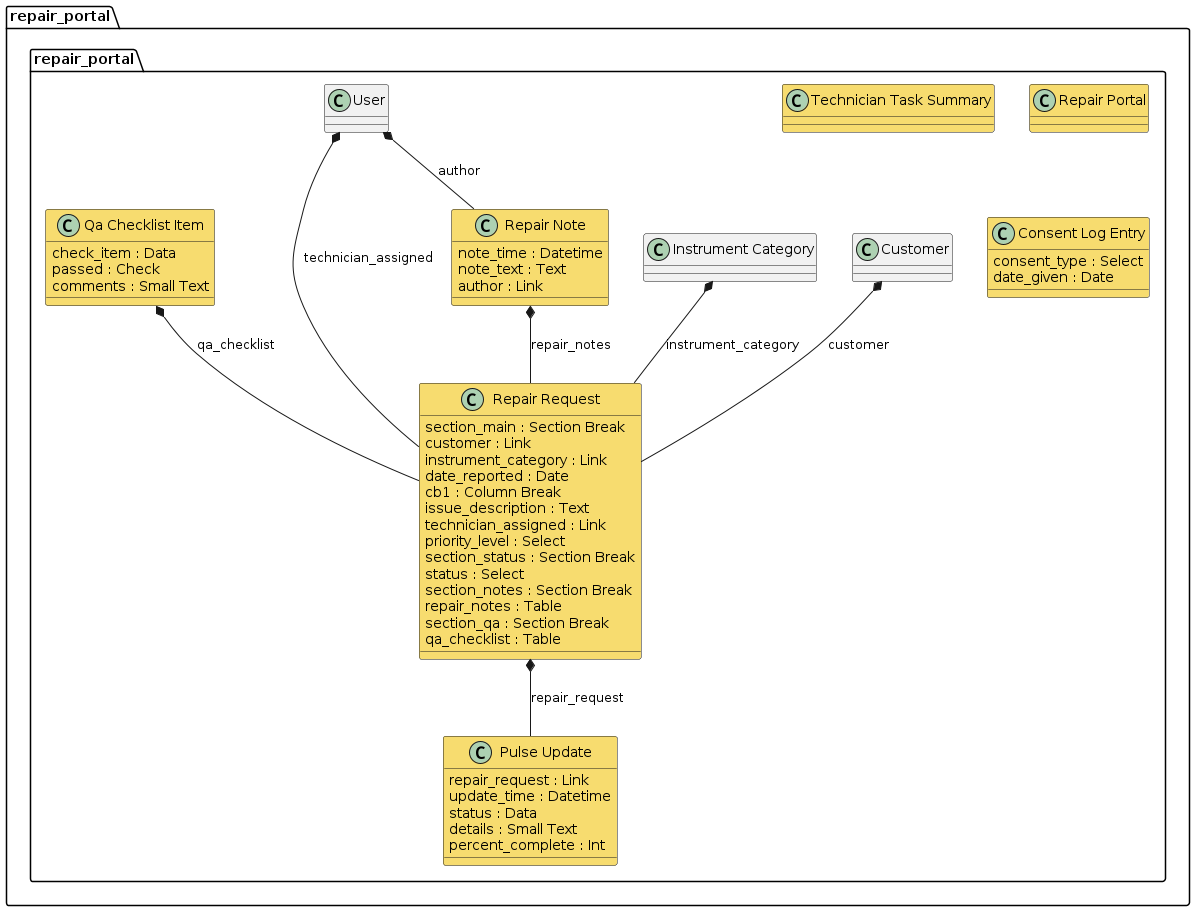 repair_portal
repair_portal
C User
C Technician Task Summary
C Repair Portal
author
C Qa Checklist Item
check_item : Data
passed : Check
comments : Small Text
technician_assigned
C Repair Note
note_time : Datetime
note_text : Text
author : Link
C Instrument Category
C Customer
C Consent Log Entry
consent_type : Select
date_given : Date
qa_checklist
repair_notes
instrument_category
customer
C Repair Request
section_main : Section Break
customer : Link
instrument_category : Link
date_reported : Date
cb1 : Column Break
issue_description : Text
technician_assigned : Link
priority_level : Select
section_status : Section Break
status : Select
section_notes : Section Break
repair_notes : Table
section_qa : Section Break
qa_checklist : Table
repair_request
C Pulse Update
repair_request : Link
update_time : Datetime
status : Data
details : Small Text
percent_complete : Int